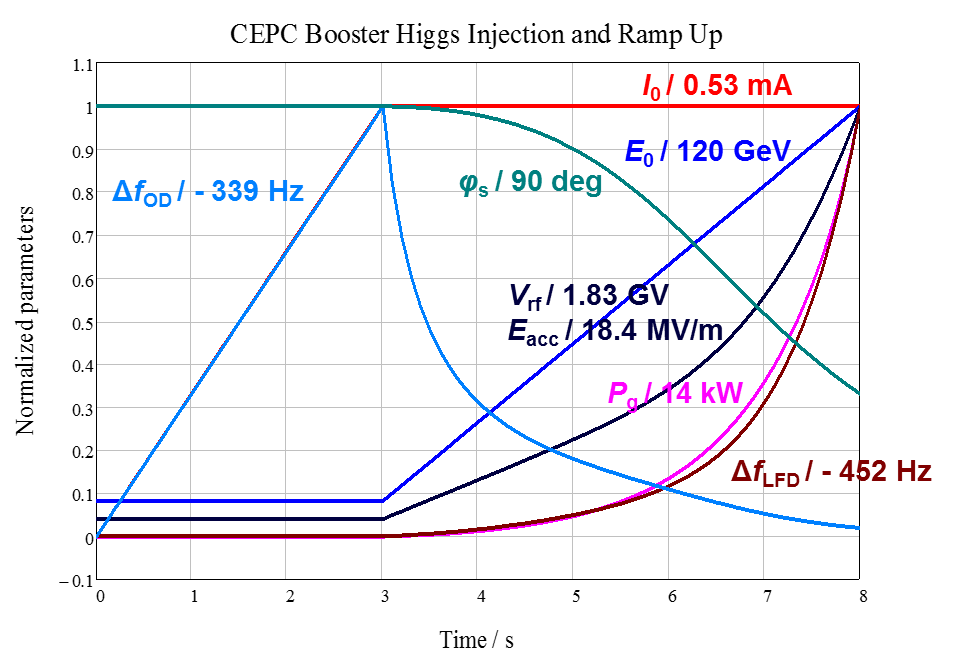 CEPC Booster Higgs Injection and Ramp Up
1.1
1
0.9
0.8
0.7
0.6
0.5
0.4
0.3
0.2
0.1
0
−0.1
Normalized parameters
I0 / 0.53 mA
E0 / 120 GeV
φs / 90 deg
ΔfOD / - 339 Hz
Vrf / 1.83 GV
Eacc / 18.4 MV/m
Pg / 14 kW
ΔfLFD / - 452 Hz
0 1 2 3 4 5 6 7 8
Time / s